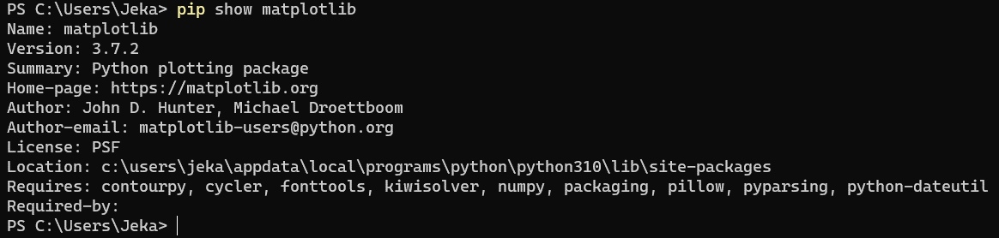 PS C:\Users\Jeka> pip show matplotlib
Name: matplotlib
Version: 3.7.2
Summary: Python plotting package
Home-page: https://matplotlib.org
Author: John D. Hunter, Michael Droettboom
Author-email: matplotlib-users@python.org
License: PSF
Location: c:\users\jeka\appdata\local\programs\python\python310\lib\site-packages
Requires: contourpy, cycler, fonttools, kiwisolver, numpy, packaging, pillow, pyparsing, python-dateutil
Required-by:
PS C:\Users\Jeka>